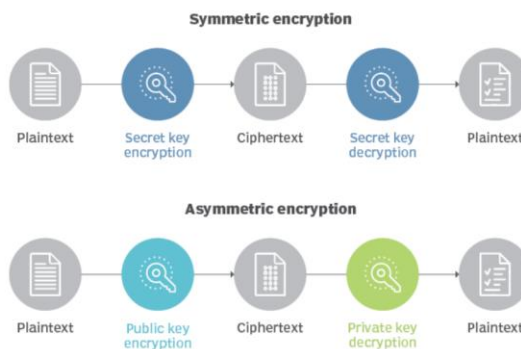 Symmetric encryption
Plaintext
Secret key
encryption
Ciphertext
Secret key
decryption
Plaintext
Asymmetric encryption
Plaintext
Public key
encryption
Ciphertext
Private key
decryption
Plaintext